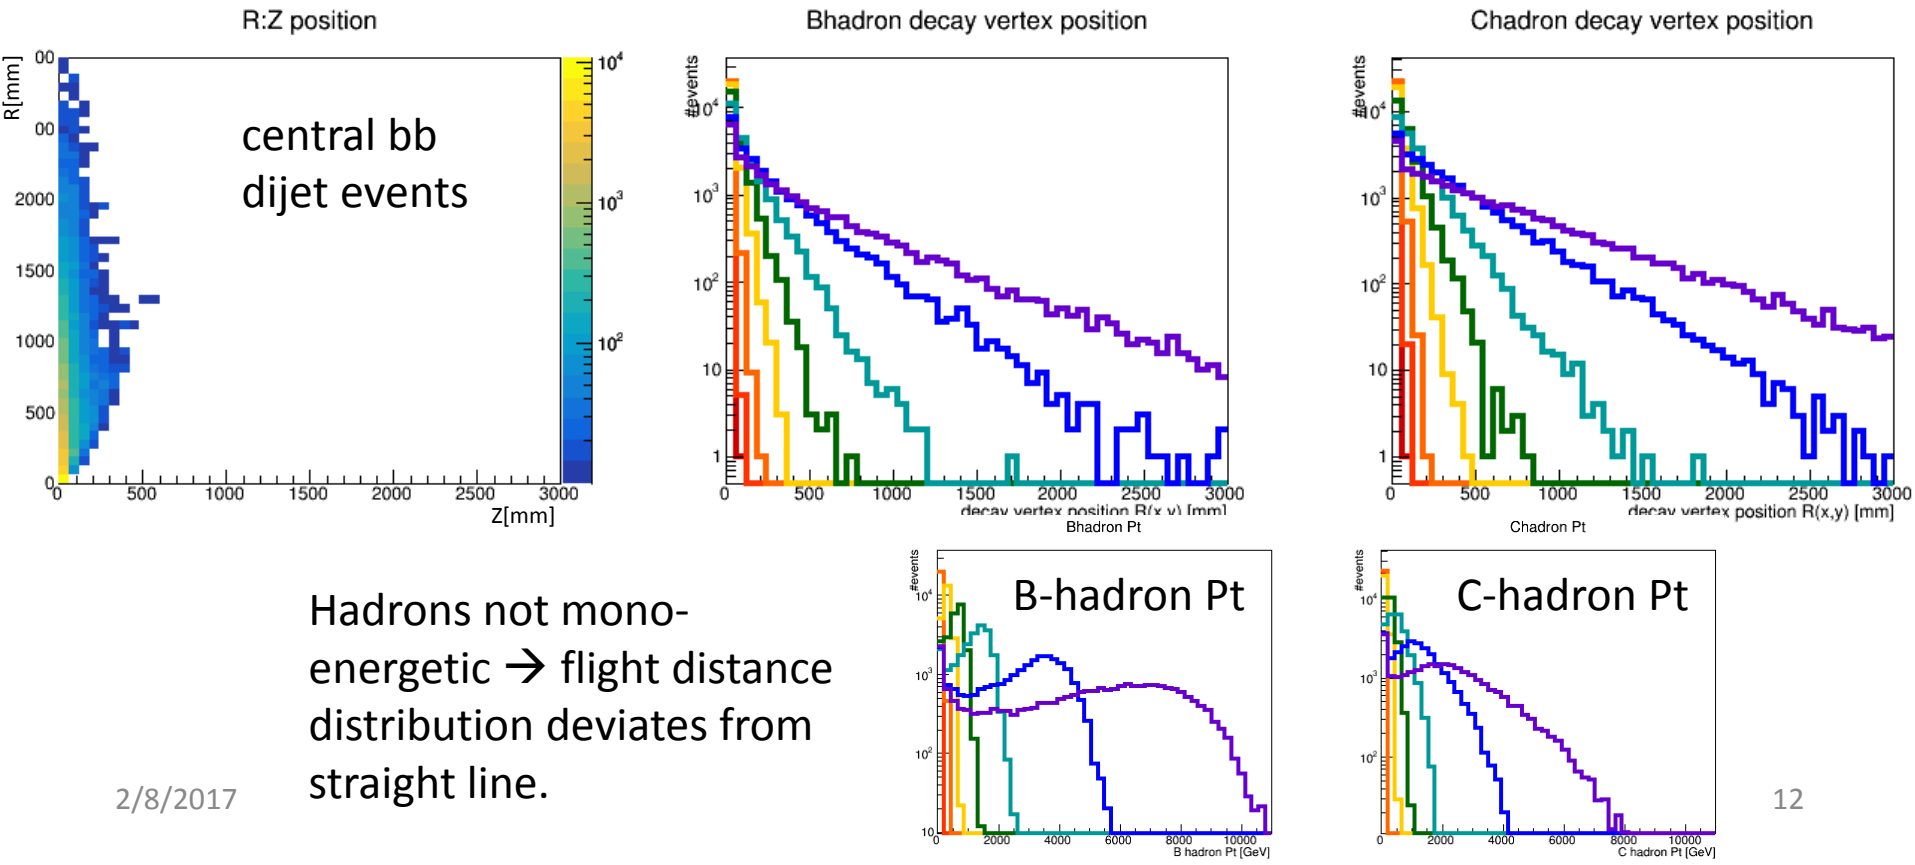 R:Z position
R[mm]
00
00
2000
1500
1000
500
0
0 500 1000 1500 2000 2500 3000
Z[mm]
10⁴
10³
10²
central bb
dijet events
Bhadron decay vertex position
#events
10⁴
10³
10²
10
1
0 500 1000 1500 2000 2500 3000
decay vertex position R(x,y) [mm]
Chadron decay vertex position
#events
10⁴
10³
10²
10
1
0 500 1000 1500 2000 2500 3000
decay vertex position R(x,y) [mm]
Hadrons not mono-
energetic → flight distance
distribution deviates from
straight line.
Bhadron Pt
#events
B-hadron Pt
10⁴
10³
10²
10
0 2000 4000 6000 8000 10000
B hadron Pt [GeV]
Chadron Pt
#events
C-hadron Pt
10⁴
10³
10²
0 2000 4000 6000 8000 10000
C hadron Pt [GeV]
2/8/2017
12